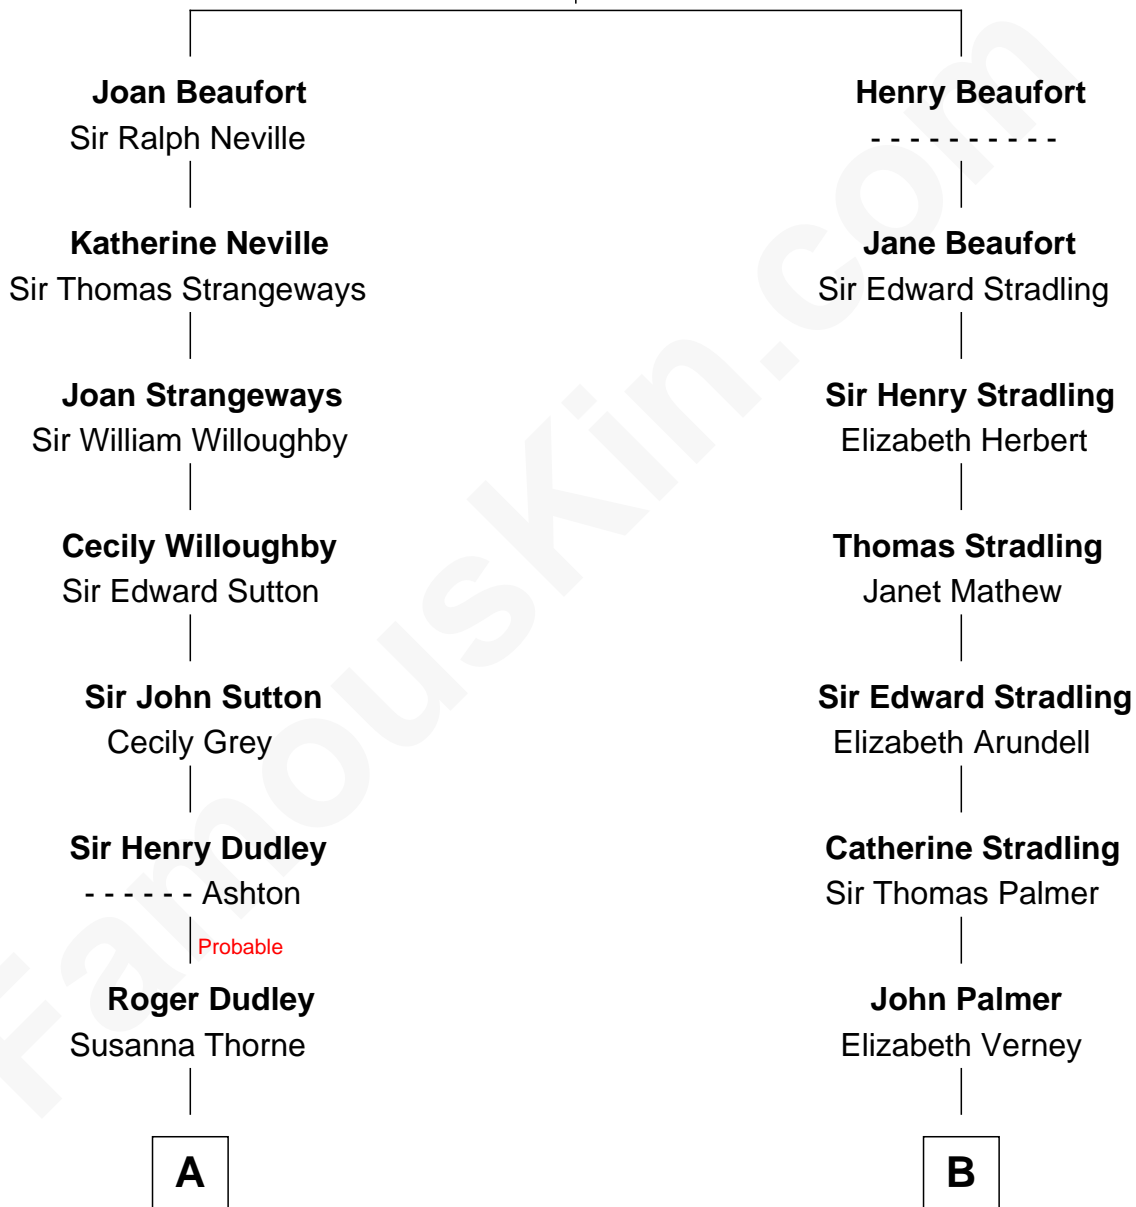 Joan Beaufort
Sir Ralph Neville
Henry Beaufort
- - - - - - - - - -
Katherine Neville
Sir Thomas Strangeways
Jane Beaufort
Sir Edward Stradling
Joan Strangeways
Sir William Willoughby
Sir Henry Stradling
Elizabeth Herbert
Cecily Willoughby
Sir Edward Sutton
Thomas Stradling
Janet Mathew
Sir John Sutton
Cecily Grey
Sir Edward Stradling
Elizabeth Arundell
Sir Henry Dudley
- - - - - - Ashton
Catherine Stradling
Sir Thomas Palmer
Probable
Roger Dudley
Susanna Thorne
John Palmer
Elizabeth Verney
A
B
FamousKin.com